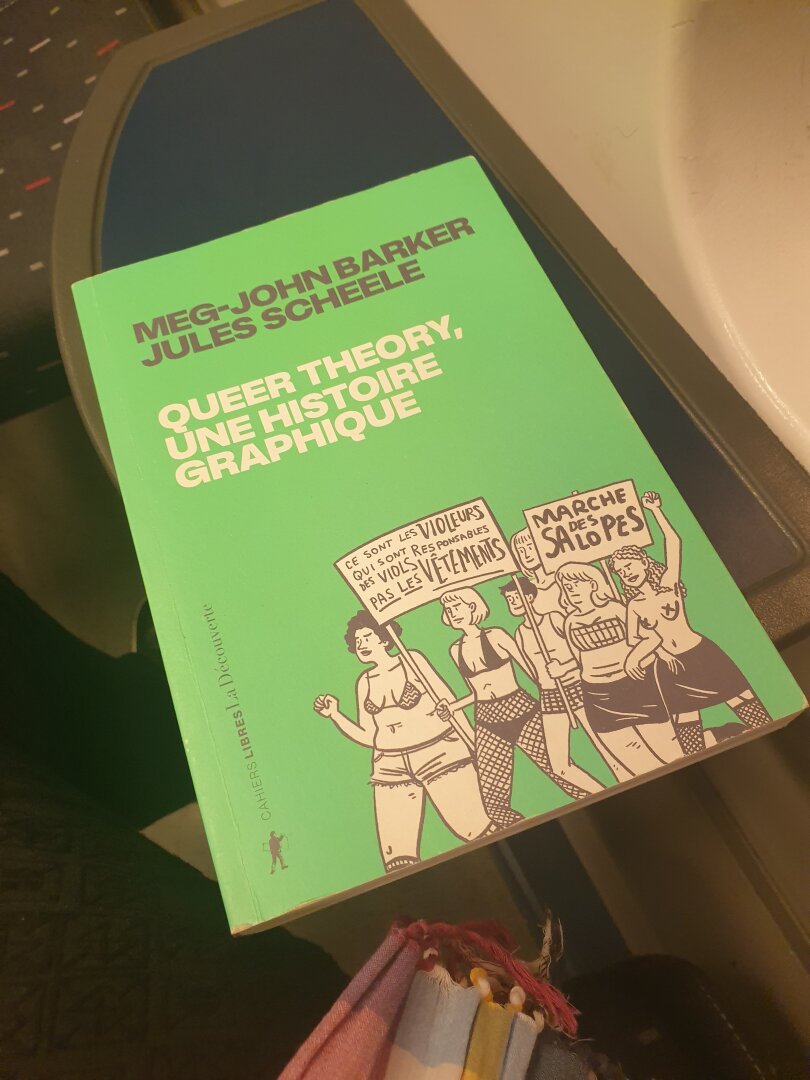 MEG-JOHN BARKER
JULES SCHEELE
QUEER THEORY,
UNE HISTOIRE
GRAPHIQUE
CE SONT LES VIOLEURS
QUI SONT RESPONSABLES
DES VIOLS
PAS LES VÊTEMENTS
MARCHE
DES
SALOPES
CAHIERS LIBRES La Découverte